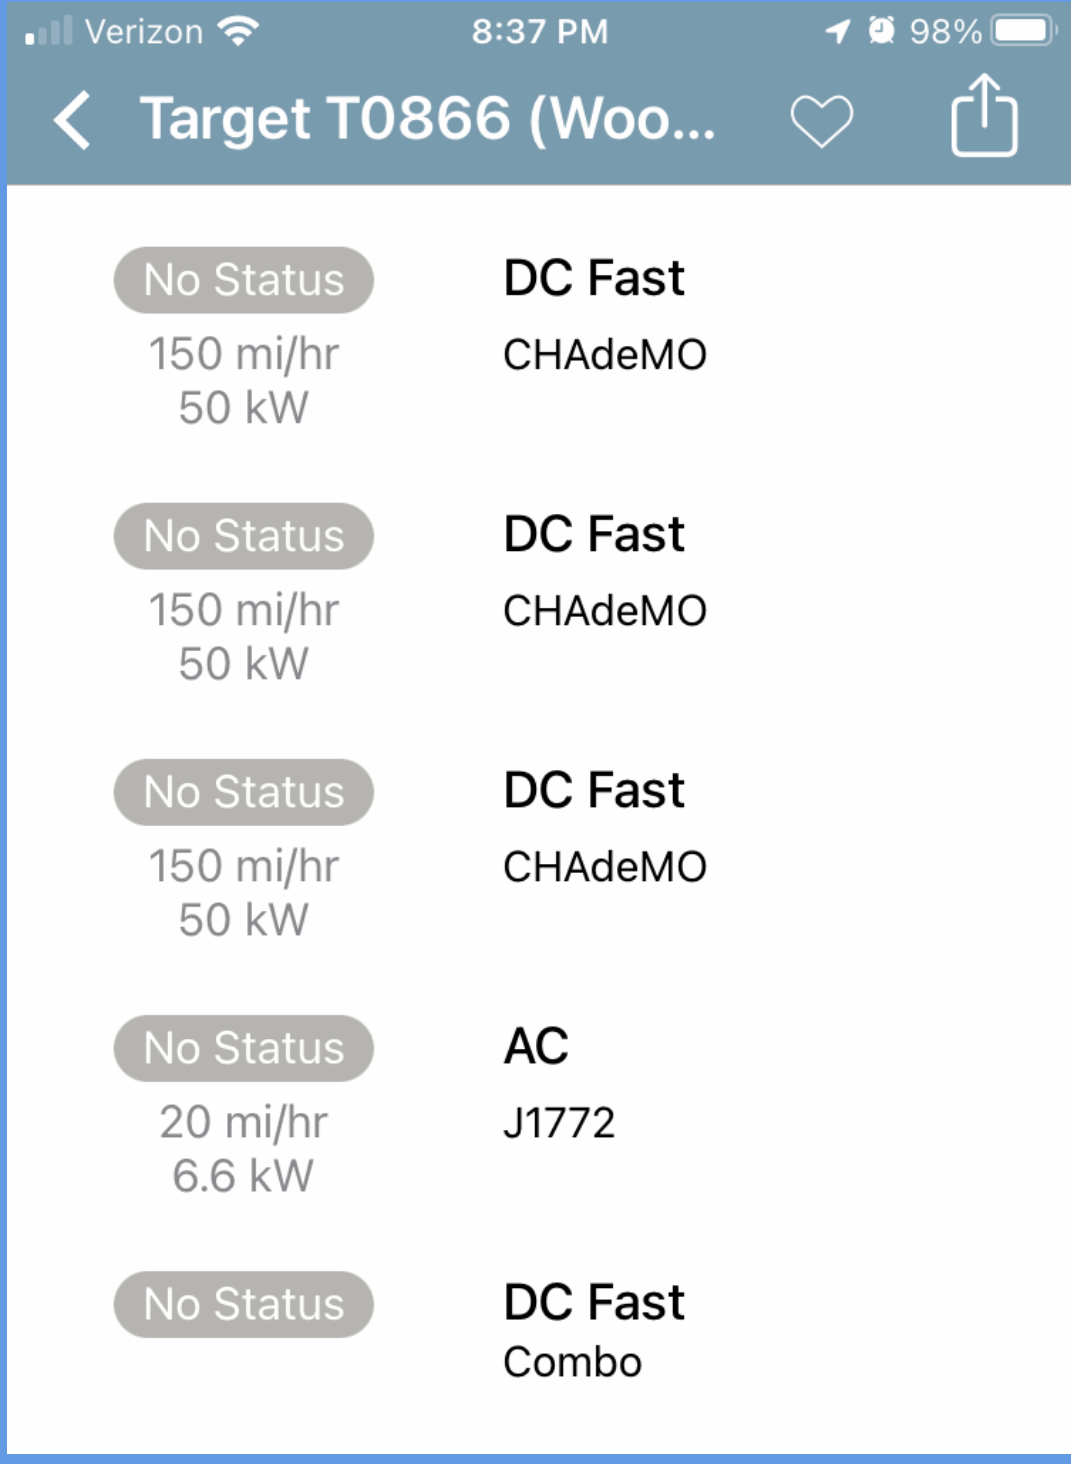 Verizon 8:37 PM 98%
Target T0866 (Woo...
No Status DC Fast
150 mi/hr CHAdeMO
50 kW
No Status DC Fast
150 mi/hr CHAdeMO
50 kW
No Status DC Fast
150 mi/hr CHAdeMO
50 kW
No Status AC
20 mi/hr J1772
6.6 kW
No Status DC Fast
Combo